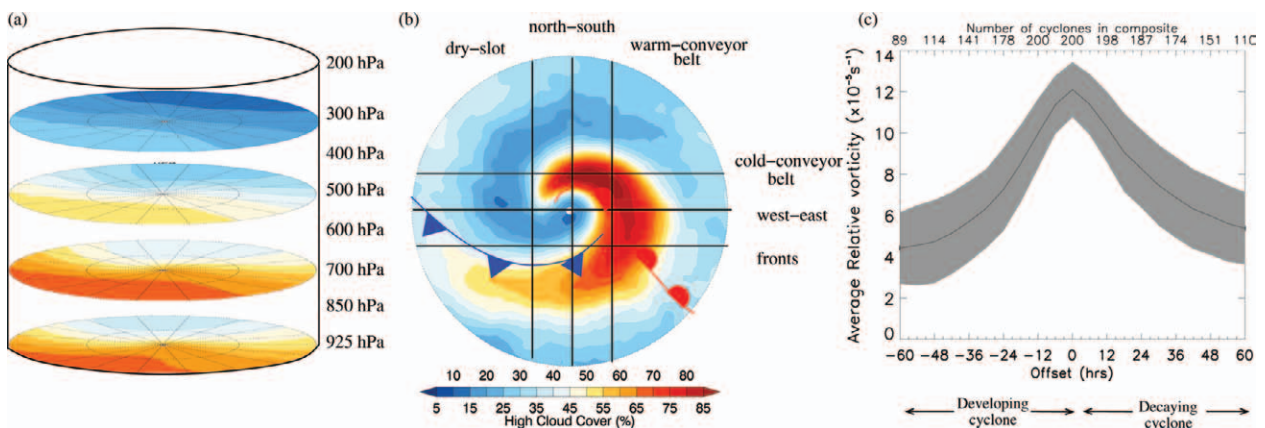 (a)
200 hPa
300 hPa
400 hPa
500 hPa
600 hPa
700 hPa
850 hPa
925 hPa
(b)
north-south
dry-slot
warm-conveyor
belt
cold-conveyor
belt
west-east
fronts
10 20 30 40 50 60 70 80
5 15 25 35 45 55 65 75 85
High Cloud Cover (%)
(c)
Number of cyclones in composite
89 114 141 178 200 200 198 187 174 151 110
Average Relative vorticity (x10⁻⁵s⁻¹)
14
12
10
8
6
4
2
0
-60 -48 -36 -24 -12 0 12 24 36 48 60
Offset (hrs)
Developing
cyclone
Decaying
cyclone